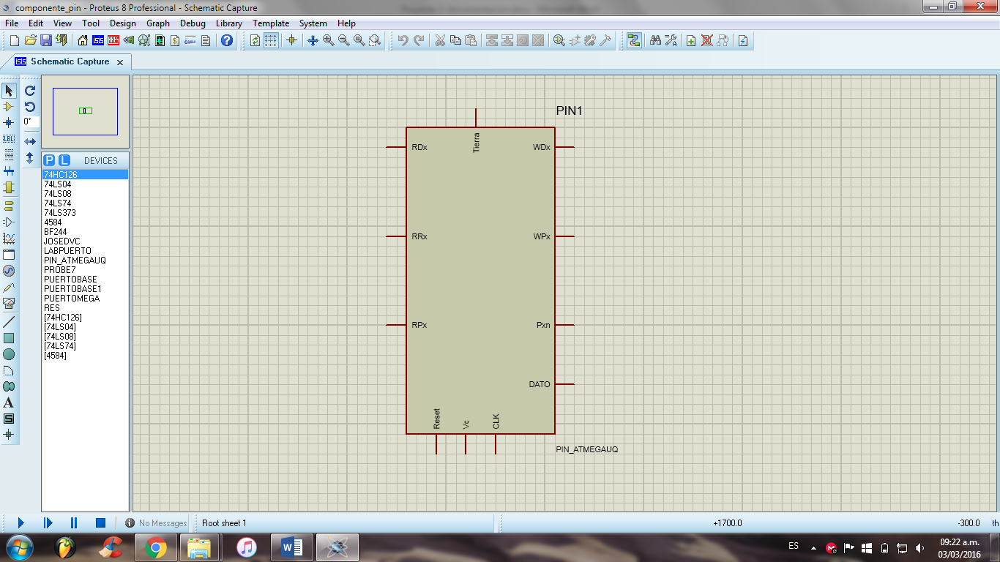 componente_pin - Proteus 8 Professional - Schematic Capture
File Edit View Tool Design Graph Debug Library Template System Help
Schematic Capture
0°
LBL
P L DEVICES
74HC126
74LS04
74LS08
74LS74
74LS373
4584
BF244
JOSEDVC
LABPUERTO
PIN_ATMEGAUQ
PROBE7
PUERTOBASE
PUERTOBASE1
PUERTOMEGA
RES
[74HC126]
[74LS04]
[74LS08]
[74LS74]
[4584]
A
S
PIN1
Tierra
RDx WDx
RRx WPx
RPx Pxn
DATO
Reset Vc CLK
PIN_ATMEGAUQ
No Messages Root sheet 1 +1700.0 -300.0 th
ES 09:22 a.m.
03/03/2016